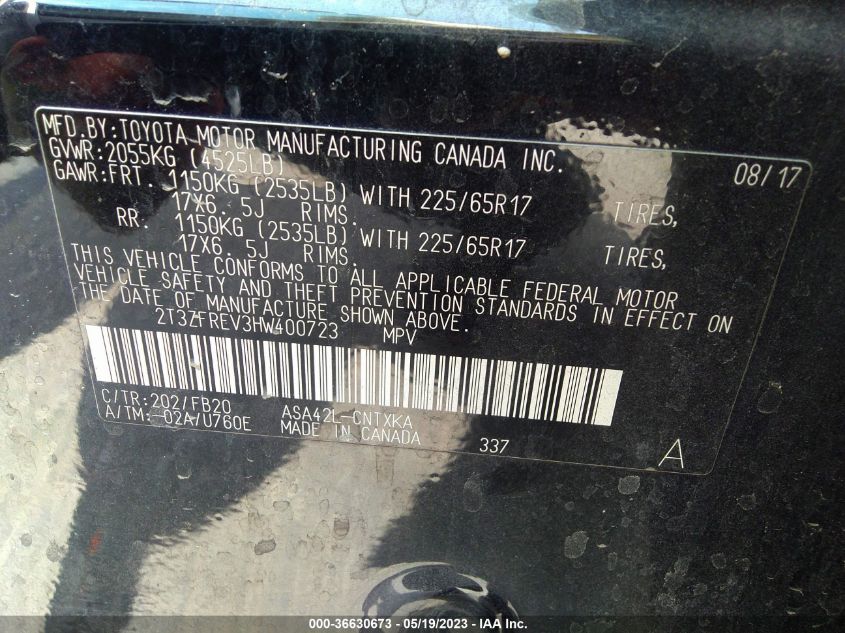 MFD.BY:TOYOTA MOTOR MANUFACTURING CANADA INC. 08/17
GVWR:2055KG (4525LB)
GAWR:FRT. 1150KG (2535LB) WITH 225/65R17 TIRES,
17X6. 5J RIMS.
RR. 1150KG (2535LB) WITH 225/65R17 TIRES,
17X6. 5J RIMS.
THIS VEHICLE CONFORMS TO ALL APPLICABLE FEDERAL MOTOR
VEHICLE SAFETY AND THEFT PREVENTION STANDARDS IN EFFECT ON
THE DATE OF MANUFACTURE SHOWN ABOVE.
2T3ZFREV3HW400723 MPV
C/TR:202/FB20 ASA42L-CNTXKA
A/TM:-02A/U760E MADE IN CANADA 337 A
000-36630673 - 05/19/2023 - IAA Inc.